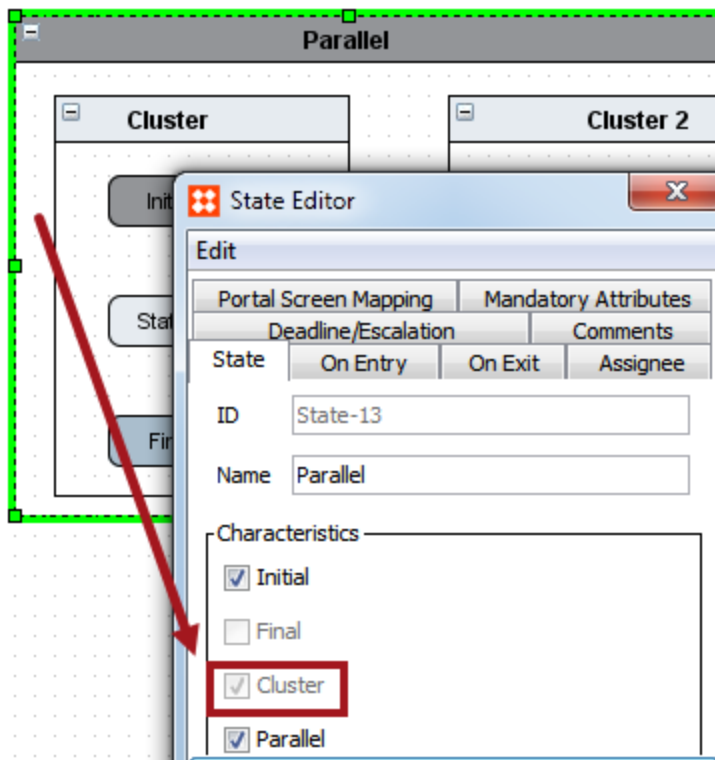 Parallel
Cluster
Cluster 2
State Editor
Edit
Portal Screen Mapping
Mandatory Attributes
Deadline/Escalation
Comments
State
On Entry
On Exit
Assignee
ID
State-13
Name
Parallel
Characteristics
Initial
Final
Cluster
Parallel